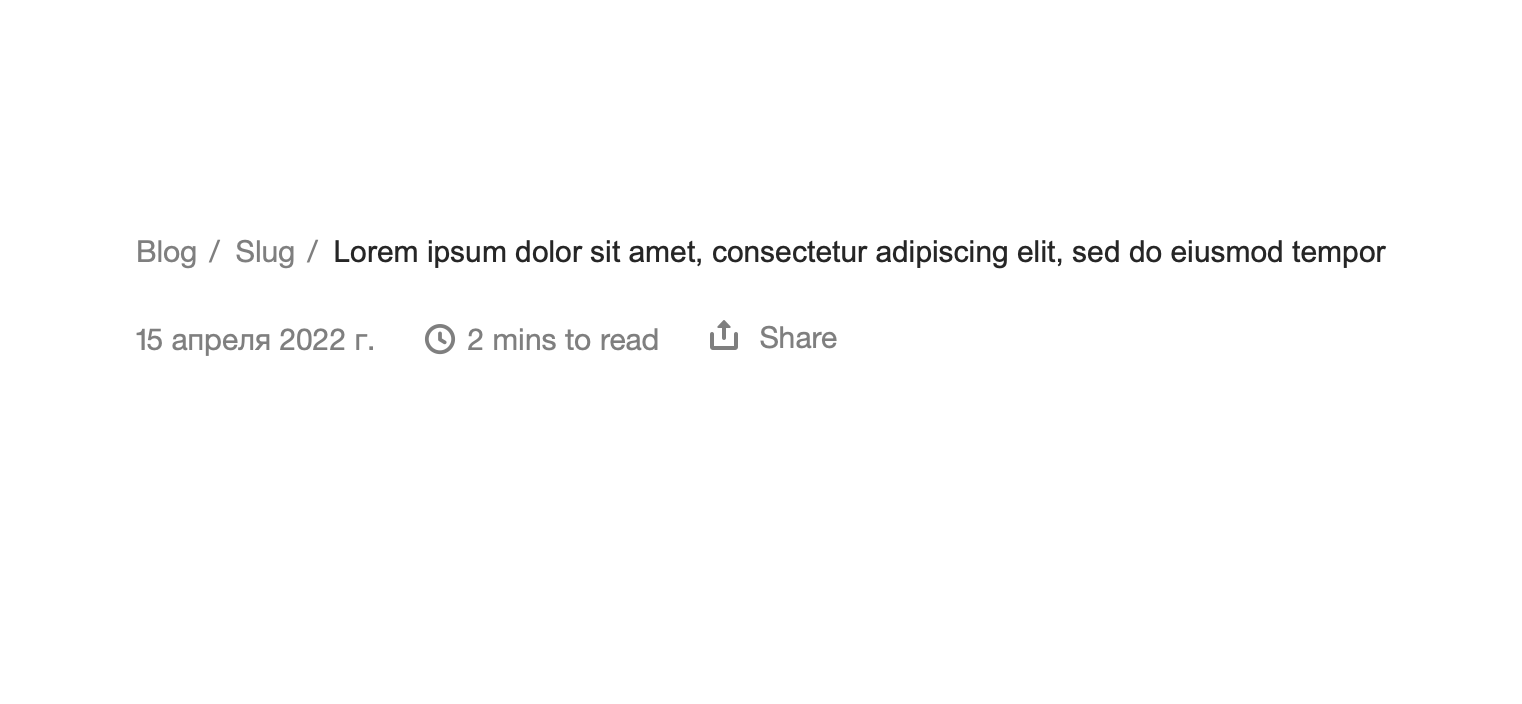 Blog / Slug / Lorem ipsum dolor sit amet, consectetur adipiscing elit, sed do eiusmod tempor
15 апреля 2022 г. 2 mins to read Share